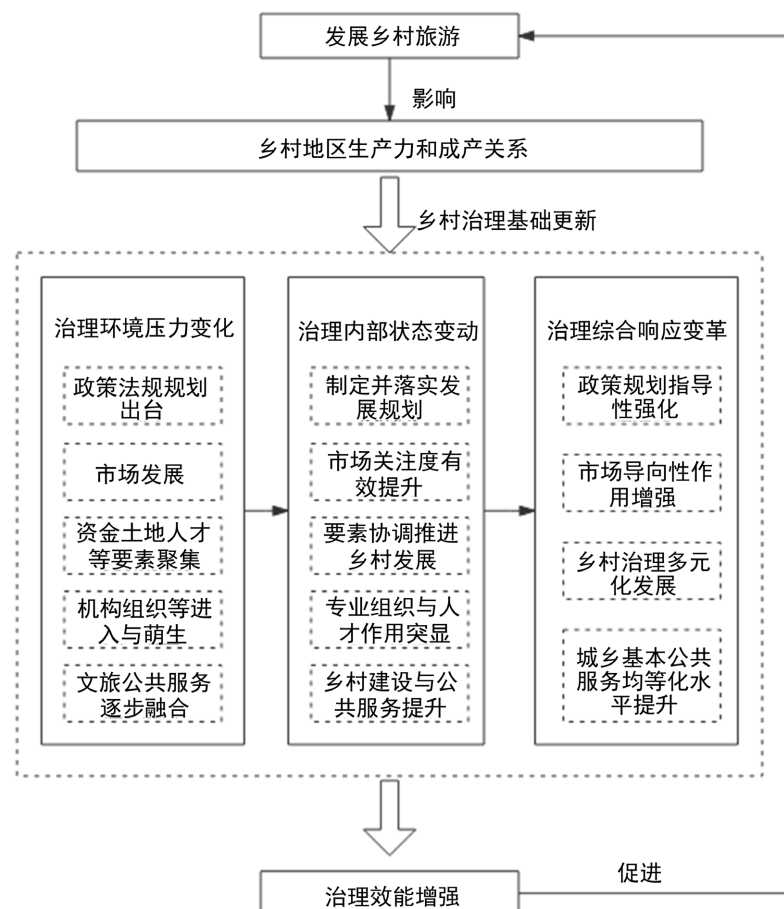 发展乡村旅游
影响
乡村地区生产力和成产关系
乡村治理基础更新
治理环境压力变化
政策法规规划
出台
市场发展
资金土地人才
等要素聚集
机构组织等进
入与萌生
文旅公共服务
逐步融合
治理内部状态变动
制定并落实发
展规划
市场关注度有
效提升
要素协调推进
乡村发展
专业组织与人
才作用突显
乡村建设与公
共服务提升
治理综合响应变革
政策规划指导
性强化
市场导向性作
用增强
乡村治理多元
化发展
城乡基本公共
服务均等化水
平提升
促进
治理效能增强